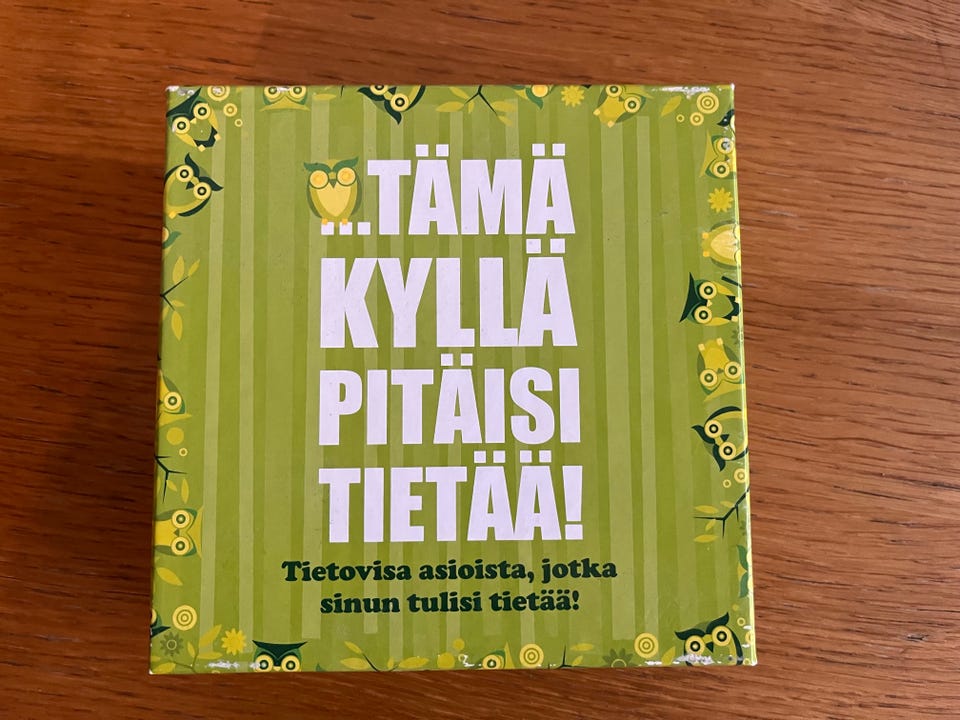 ...TÄMÄ
KYLLÄ
PITÄISI
TIETÄÄ!
Tietovisa asioista, jotka
sinun tulisi tietää!